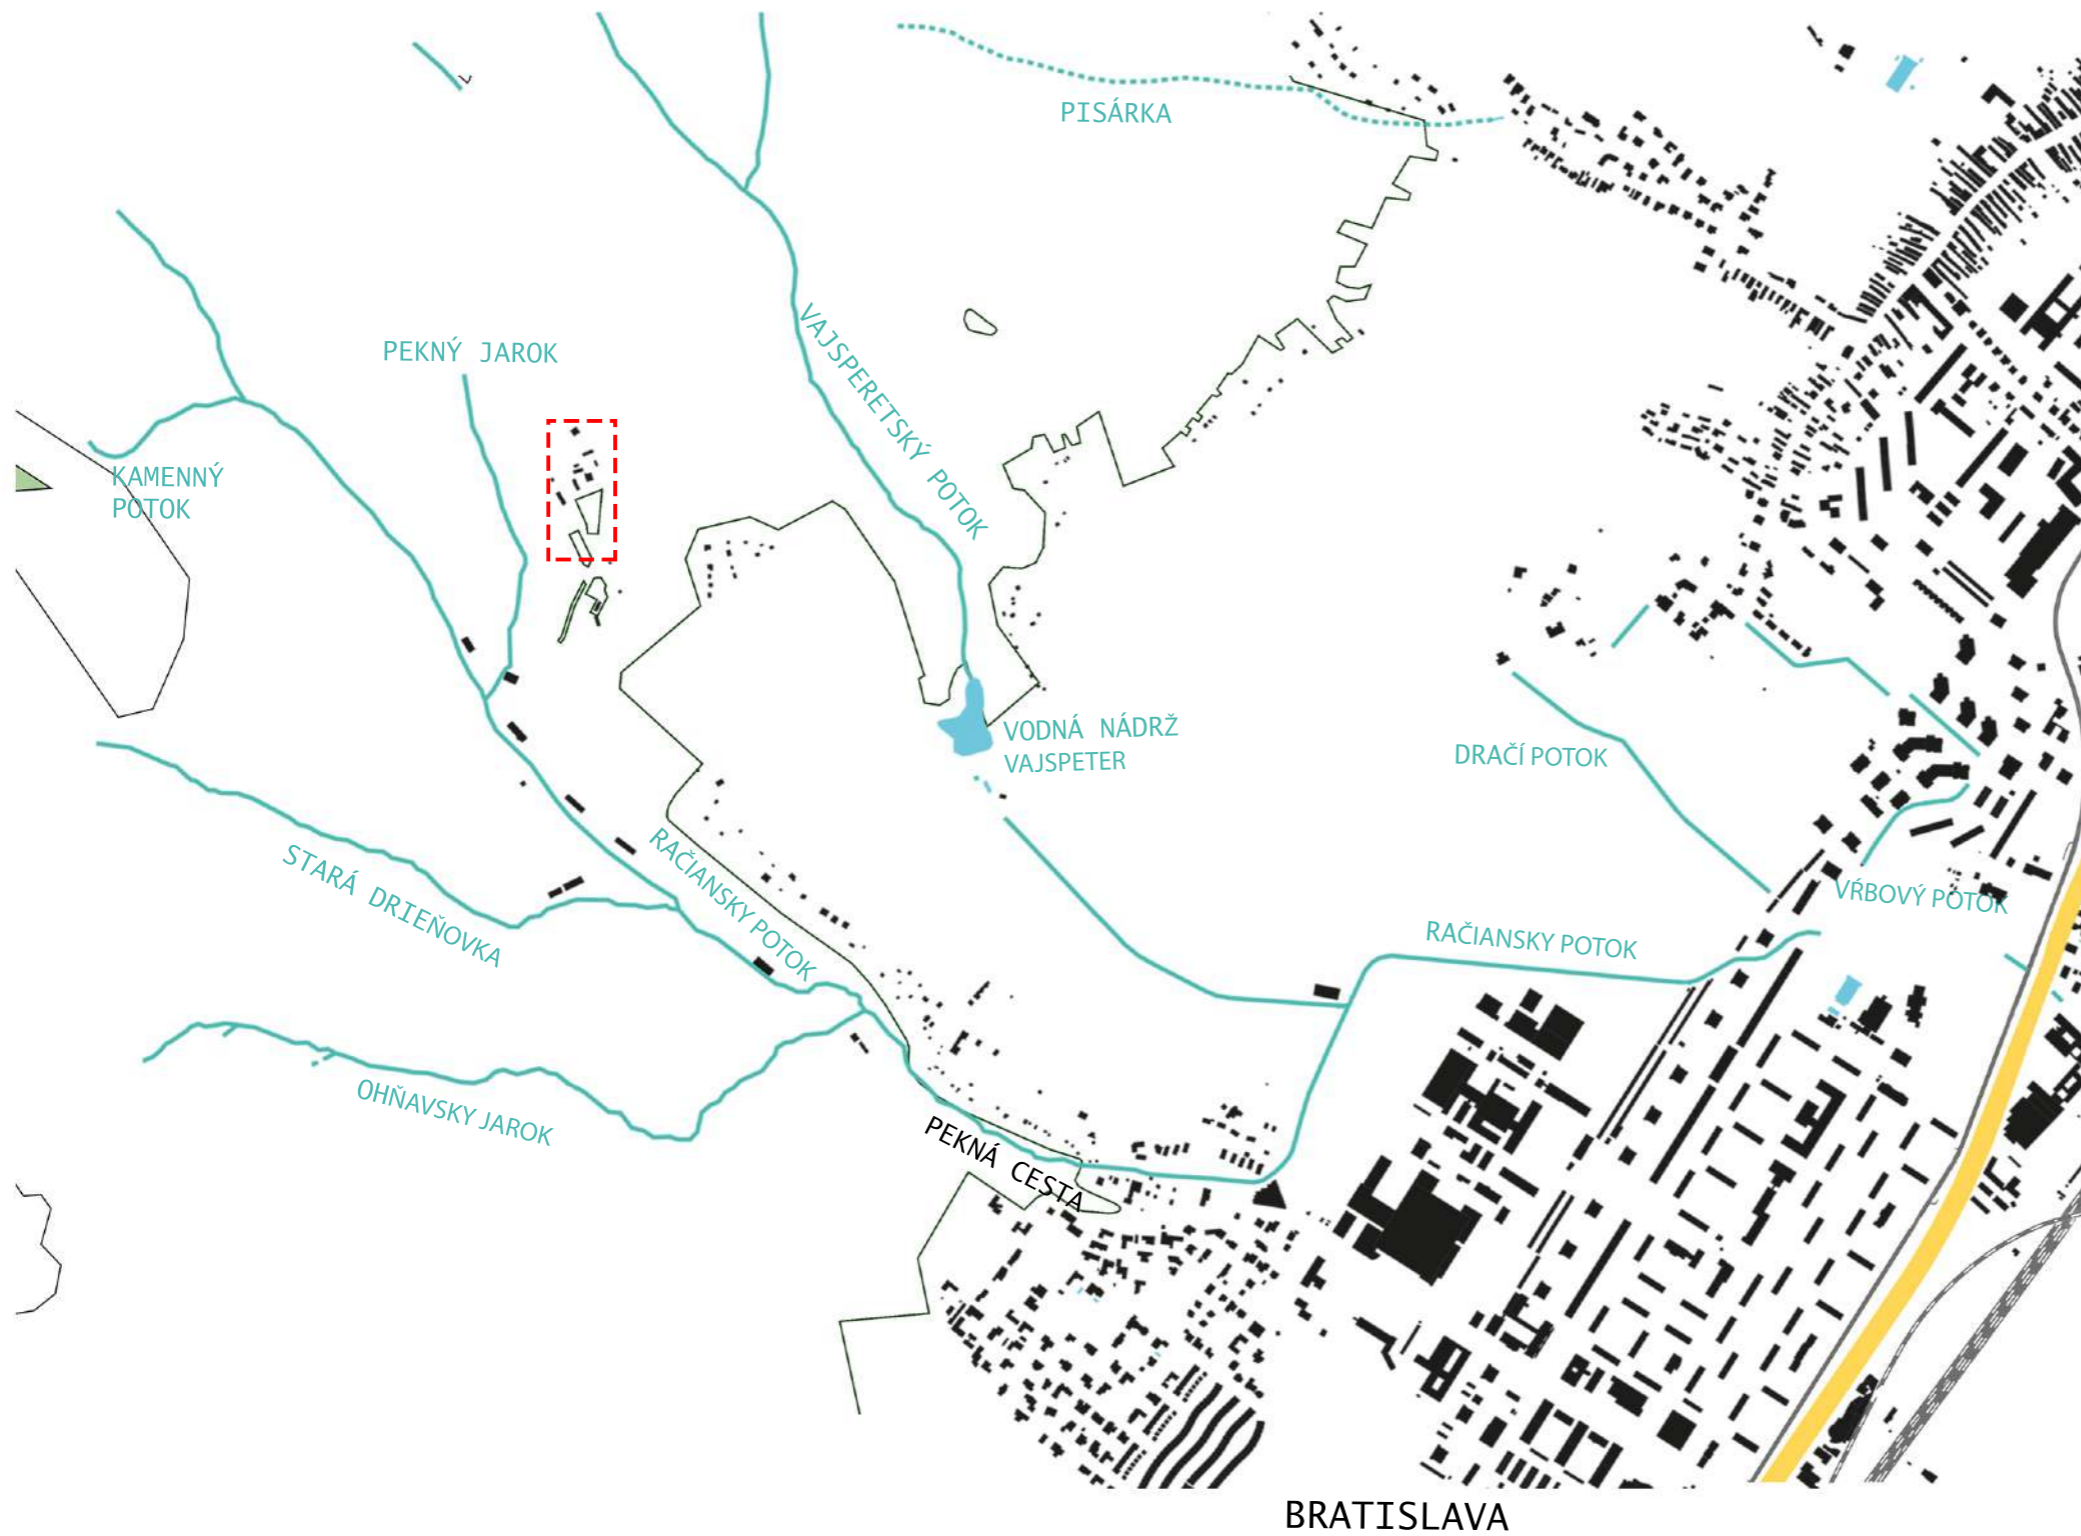 PISÁRKA
PEKNÝ JAROK
VAJSPERETSKÝ POTOK
KAMENNÝ
POTOK
VODNÁ NÁDRŽ
VAJSPETER
DRAČÍ POTOK
STARÁ DRIEŇOVKA
RAČIANSKY POTOK
VŔBOVÝ POTOK
RAČIANSKY POTOK
OHŇAVSKY JAROK
PEKNÁ CESTA
BRATISLAVA